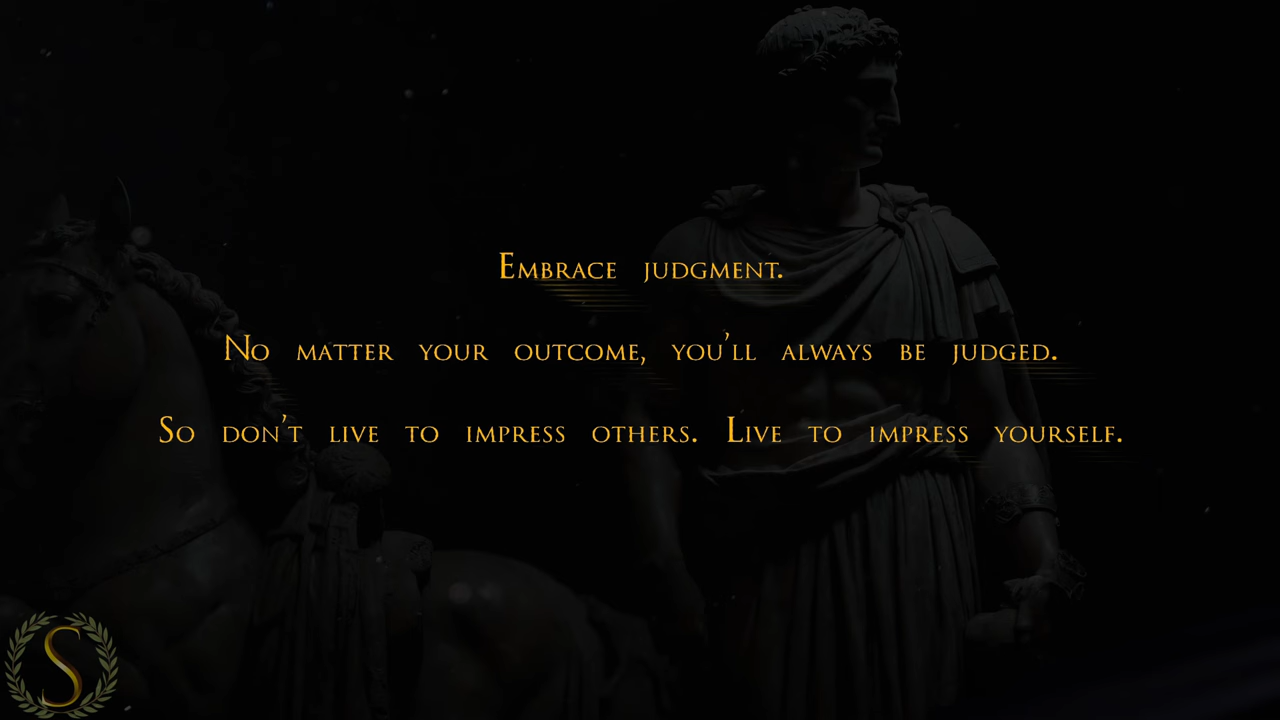 Embrace judgment.
No matter your outcome, you'll always be judged.
So don't live to impress others. Live to impress yourself.
S